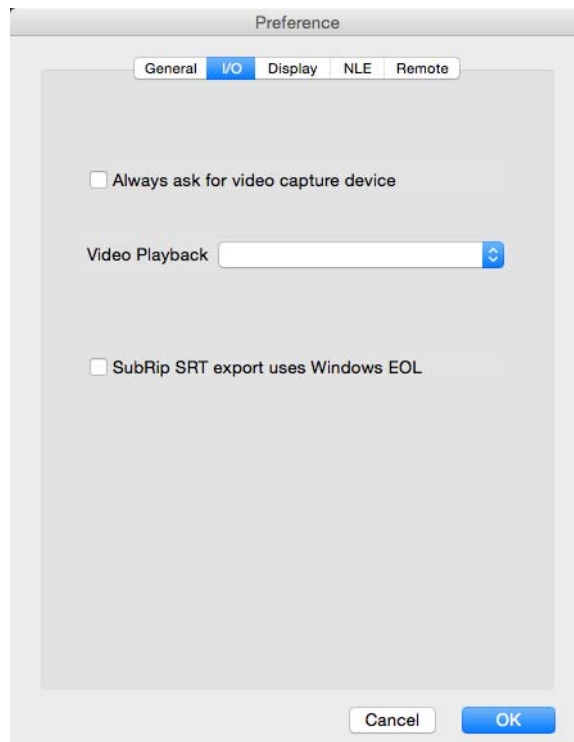 Preference
General I/O Display NLE Remote
Always ask for video capture device
Video Playback
SubRip SRT export uses Windows EOL
Cancel OK